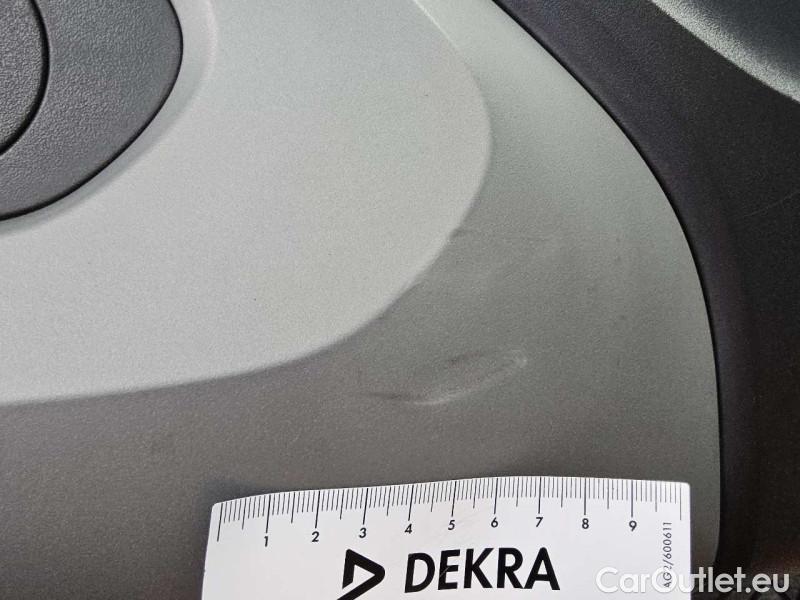 1 2 3 4 5 6 7 8 9
DEKRA
AG2/600611
CarOutlet.eu